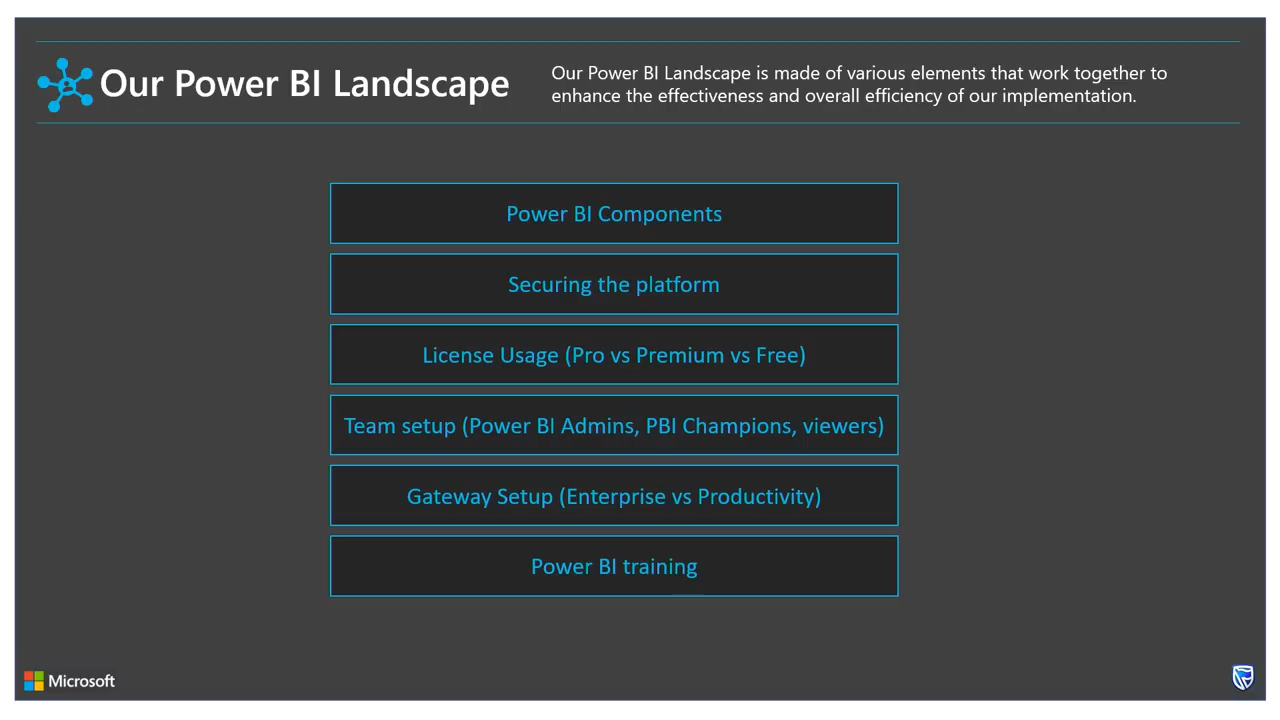 Our Power BI Landscape
Our Power BI Landscape is made of various elements that work together to
enhance the effectiveness and overall efficiency of our implementation.
Power BI Components
Securing the platform
License Usage (Pro vs Premium vs Free)
Team setup (Power BI Admins, PBI Champions, viewers)
Gateway Setup (Enterprise vs Productivity)
Power BI training
Microsoft